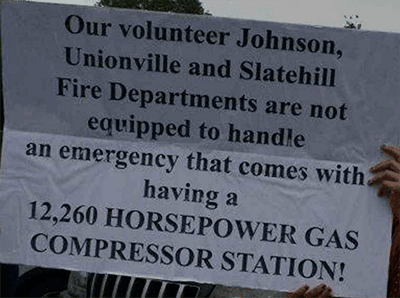 Our volunteer Johnson,
Unionville and Slatehill
Fire Departments are not
equipped to handle
an emergency that comes with
having a
12,260 HORSEPOWER GAS
COMPRESSOR STATION!